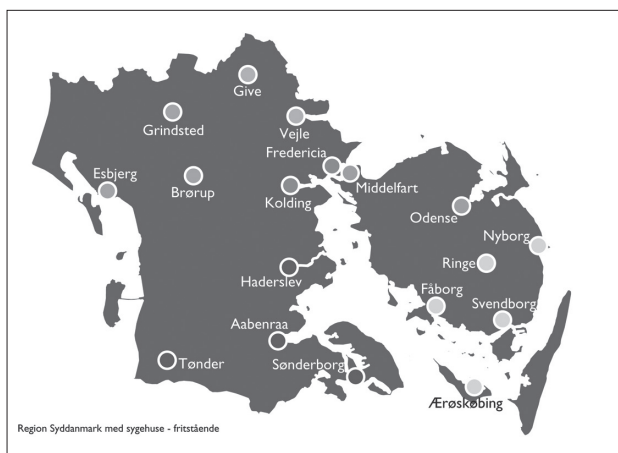 Give
Grindsted
Vejle
Fredericia
Esbjerg
Brørup
Middelfart
Kolding
Odense
Nyborg
Ringe
Haderslev
Fåborg
Svendborg
Aabenraa
Tønder
Sønderborg
Ærøskøbing
Region Syddanmark med sygehuse - fritstående